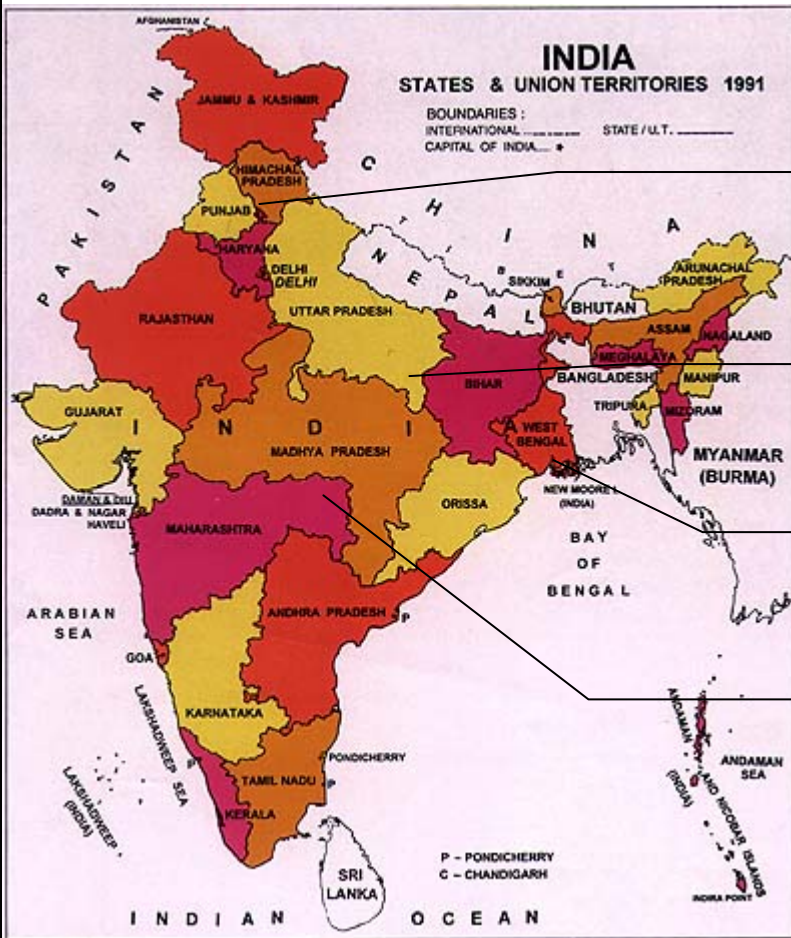 AFGHANISTAN
INDIA
STATES & UNION TERRITORIES 1991
BOUNDARIES :
INTERNATIONAL STATE / U.T.
CAPITAL OF INDIA *
JAMMU & KASHMIR
PAKISTAN
CHINA
HIMACHAL
PRADESH
PUNJAB
HARYANA
TIBET
NEPAL
DELHI
DELHI
SIKKIM
BHUTAN
ARUNACHAL
PRADESH
RAJASTHAN
UTTAR PRADESH
ASSAM
NAGALAND
MEGHALAYA
BIHAR
BANGLADESH
MANIPUR
GUJARAT
TRIPURA
MIZORAM
INDIA
WEST
BENGAL
MADHYA PRADESH
MYANMAR
(BURMA)
DAMAN & DIU
DADRA & NAGAR
HAVELI
ORISSA
NEW MOORE I.
(INDIA)
MAHARASHTRA
BAY
OF
BENGAL
ARABIAN
SEA
ANDHRA PRADESH
P
GOA
KARNATAKA
LAKSHADWEEP SEA
P
PONDICHERRY
P
TAMIL NADU
KERALA
LAKSHADWEEP
(INDIA)
ANDAMAN
AND NICOBAR ISLANDS
(INDIA)
ANDAMAN
SEA
SRI
LANKA
P - PONDICHERRY
C - CHANDIGARH
INDIRA POINT
INDIAN OCEAN